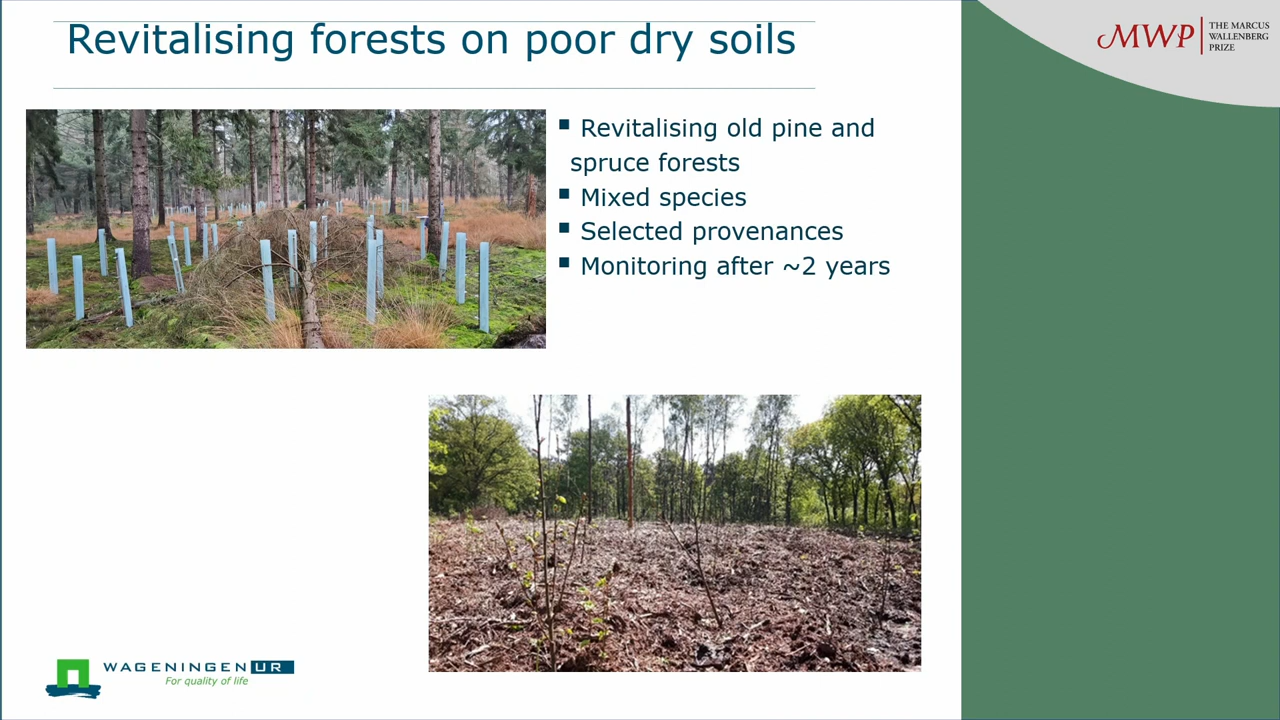 Revitalising forests on poor dry soils
MWP
THE MARCUS
WALLENBERG
PRIZE
▪ Revitalising old pine and
spruce forests
▪ Mixed species
▪ Selected provenances
▪ Monitoring after ~2 years
WAGENINGEN UR
For quality of life